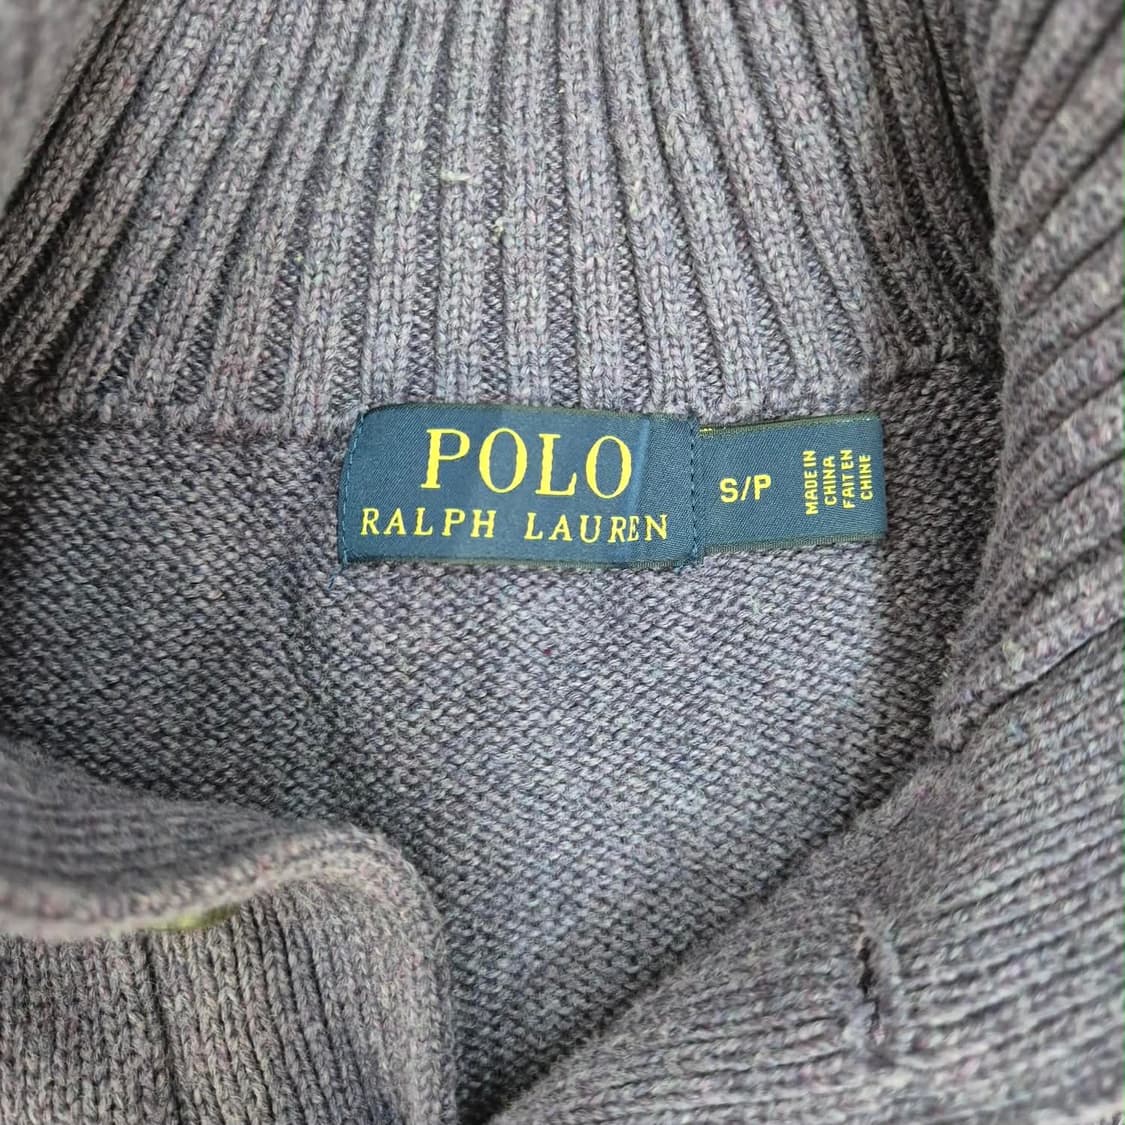 POLO
RALPH LAUREN
S/P
MADE IN
CHINA
FAIT EN
CHINE